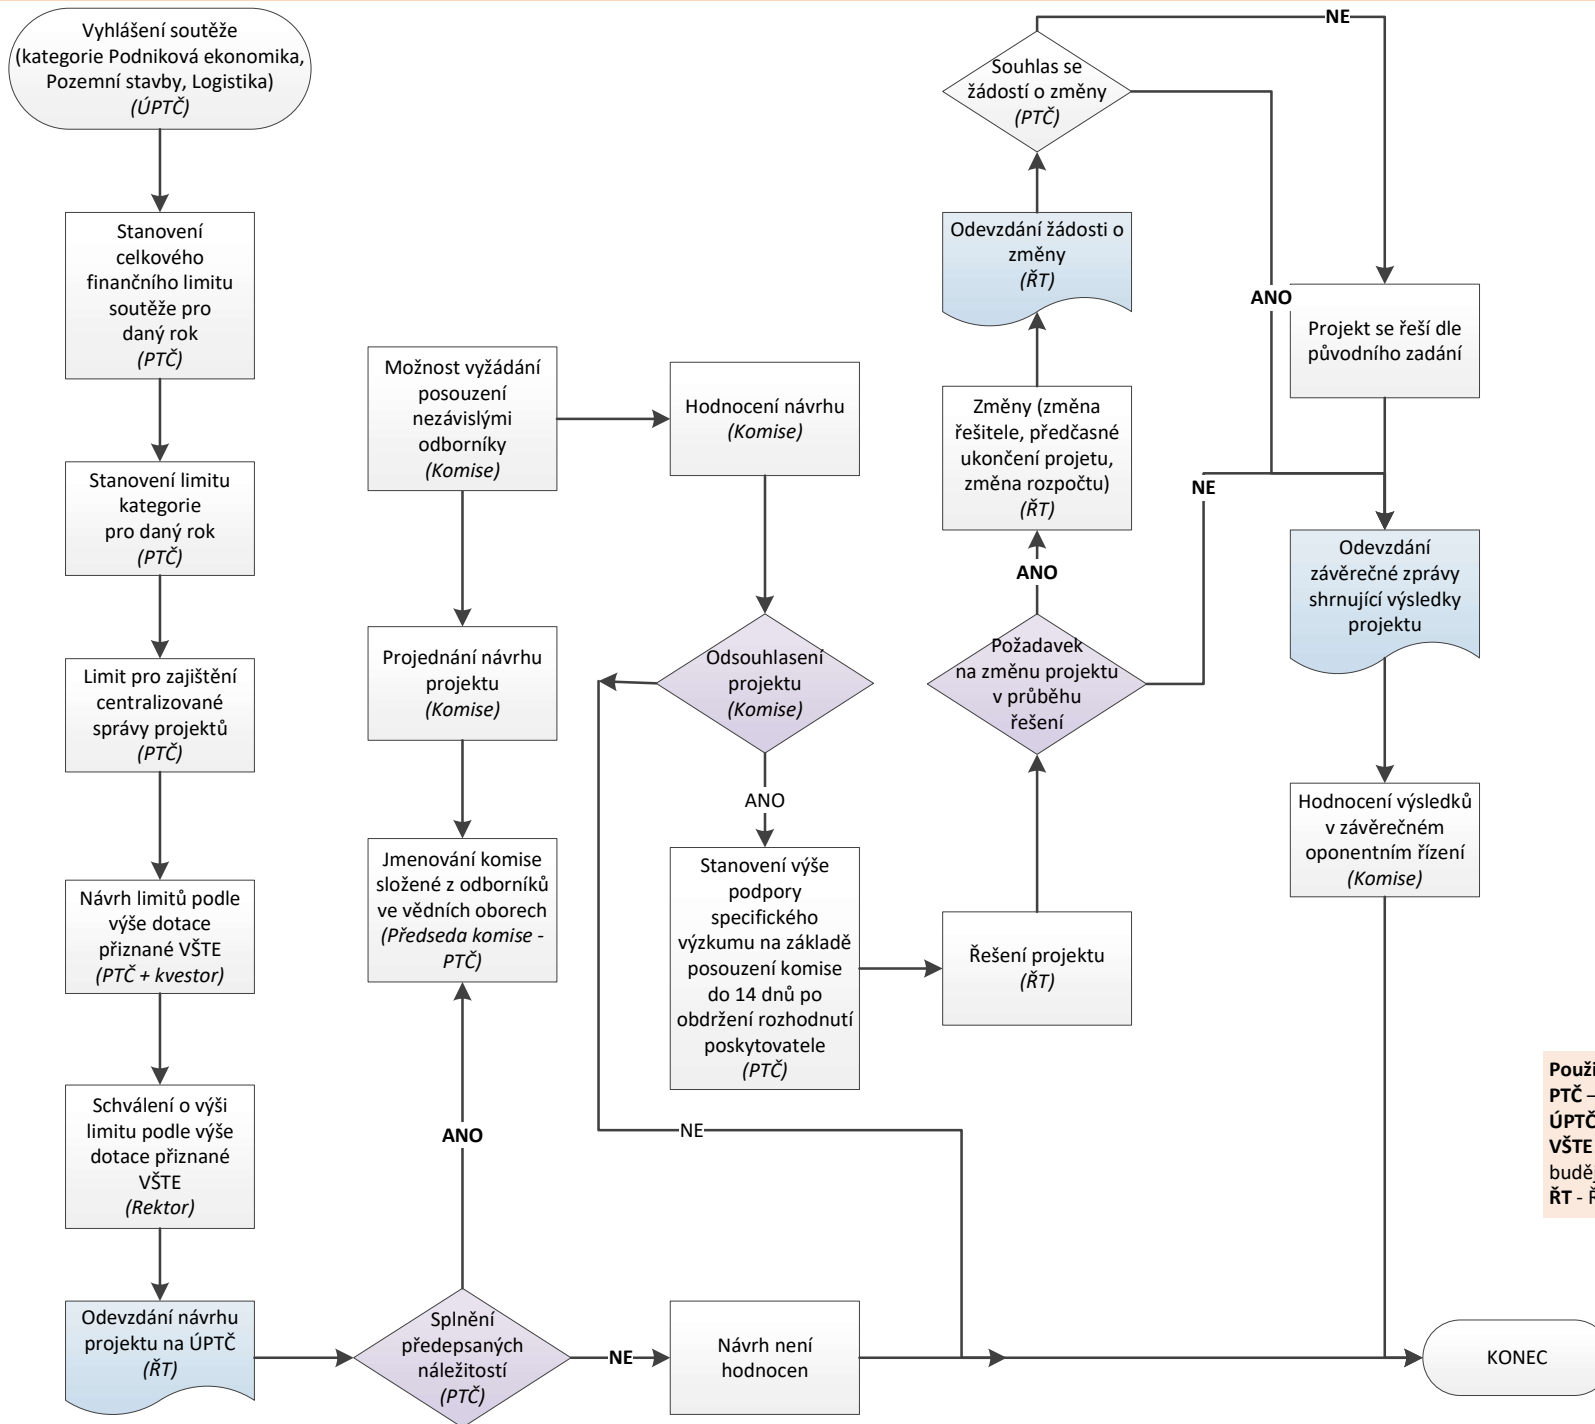 Vyhlášení soutěže
(kategorie Podniková ekonomika,
Pozemní stavby, Logistika)
(ÚPTČ)
Stanovení
celkového
finančního limitu
soutěže pro
daný rok
(PTČ)
Stanovení limitu
kategorie
pro daný rok
(PTČ)
Limit pro zajištění
centralizované
správy projektů
(PTČ)
Návrh limitů podle
výše dotace
přiznané VŠTE
(PTČ + kvestor)
Schválení o výši
limitu podle výše
dotace přiznané
VŠTE
(Rektor)
Odevzdání návrhu
projektu na ÚPTČ
(ŘT)
Splnění
předepsaných
náležitostí
(PTČ)
NE
Návrh není
hodnocen
ANO
Jmenování komise
složené z odborníků
ve vědních oborech
(Předseda komise -
PTČ)
Projednání návrhu
projektu
(Komise)
Možnost vyžádání
posouzení
nezávislými
odborníky
(Komise)
Hodnocení návrhu
(Komise)
Odsouhlasení
projektu
(Komise)
NE
ANO
Stanovení výše
podpory
specifického
výzkumu na základě
posouzení komise
do 14 dnů po
obdržení rozhodnutí
poskytovatele
(PTČ)
Řešení projektu
(ŘT)
Požadavek
na změnu projektu
v průběhu
řešení
ANO
NE
Změny (změna
řešitele, předčasné
ukončení projetu,
změna rozpočtu)
(ŘT)
Odevzdání žádosti o
změny
(ŘT)
Souhlas se
žádostí o změny
(PTČ)
NE
ANO
Projekt se řeší dle
původního zadání
Odevzdání
závěrečné zprávy
shrnující výsledky
projektu
Hodnocení výsledků
v závěrečném
oponentním řízení
(Komise)
KONEC
Použi
PTČ –
ÚPTČ
VŠTE
buděj
ŘT - Ř